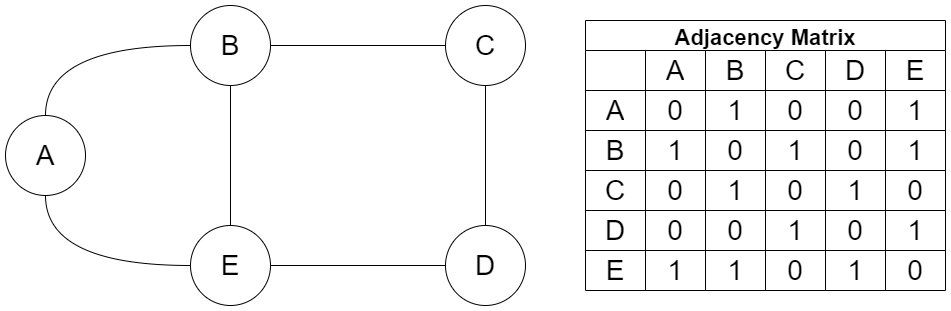 B
C
A
E
D
Adjacency Matrix
A B C D E
A 0 1 0 0 1
B 1 0 1 0 1
C 0 1 0 1 0
D 0 0 1 0 1
E 1 1 0 1 0